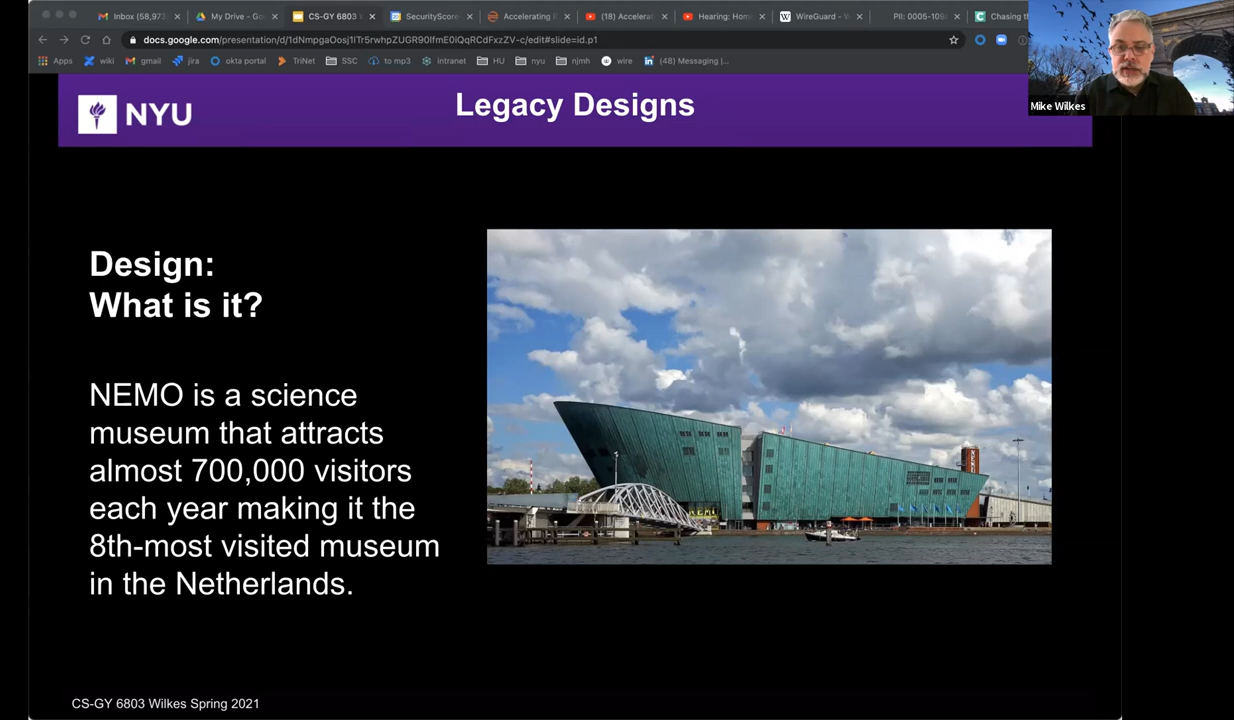 Inbox (58,973
My Drive - Go
CS-GY 6803 W
SecurityScore
Accelerating
(18) Accelerat
Hearing: Hom
WireGuard - W
PII: 0005-109
Chasing th
docs.google.com/presentation/d/1dNmpgaOosj1ITr5rwhpZUGR90lfmE0iQqRCdFxzZV-c/edit#slide=id.p1
Apps
wiki
gmail
jira
okta portal
TriNet
SSC
to mp3
intranet
HU
nyu
njmh
wire
(48) Messaging |...
Mike Wilkes
NYU
Legacy Designs
Design:
What is it?
NEMO is a science
museum that attracts
almost 700,000 visitors
each year making it the
8th-most visited museum
in the Netherlands.
CS-GY 6803 Wilkes Spring 2021